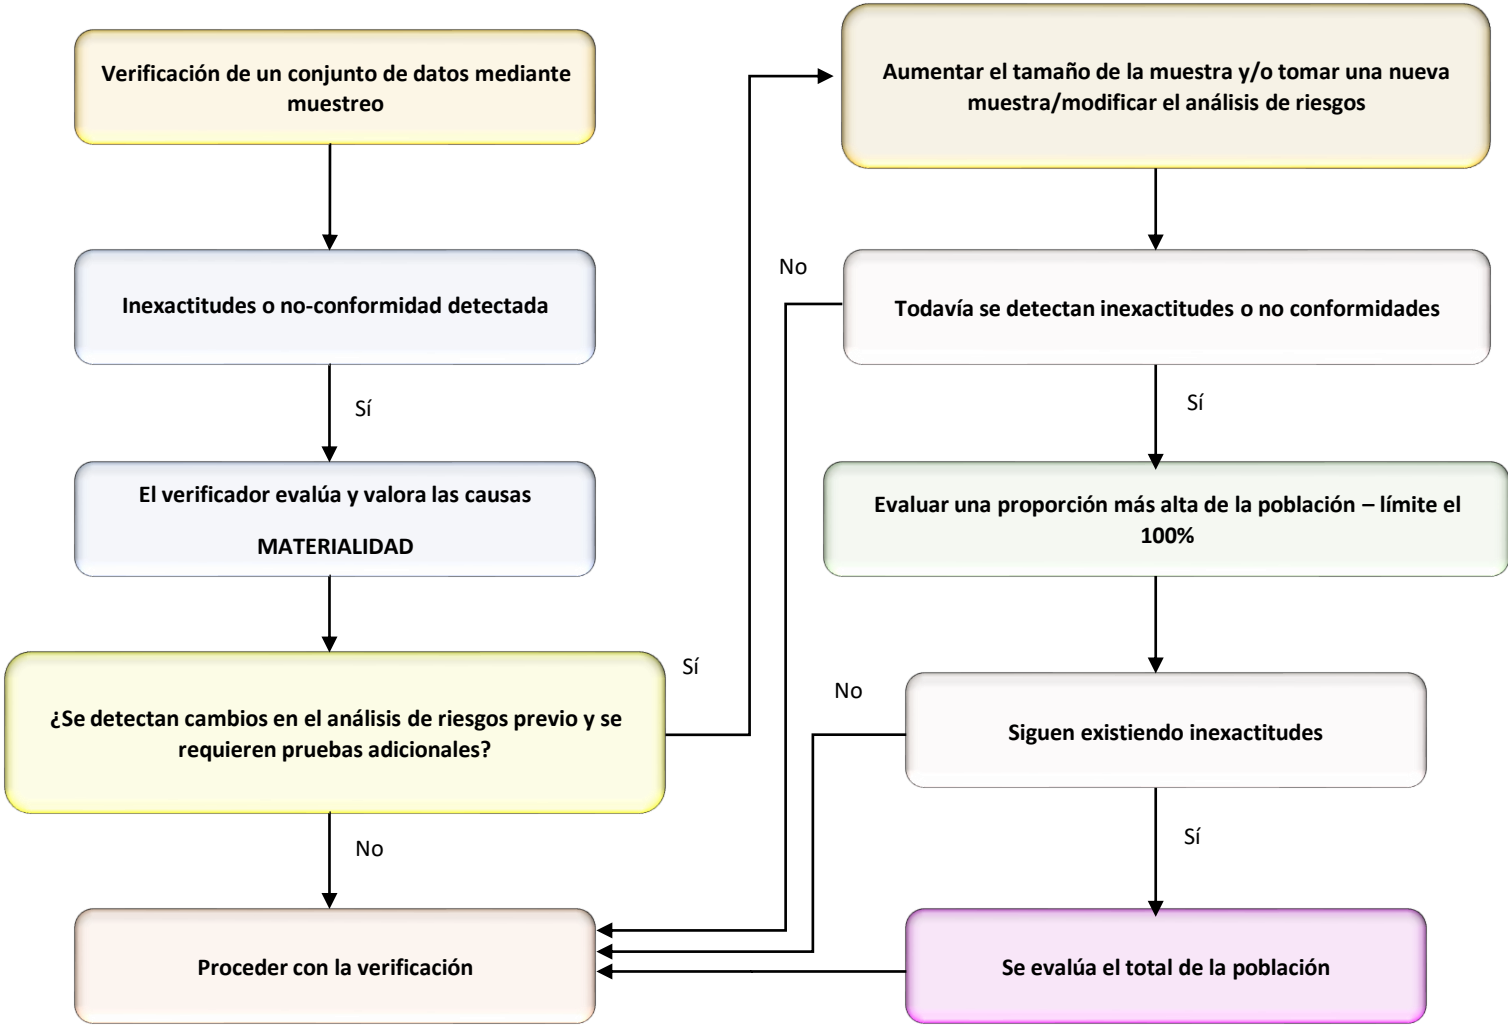 Verificación de un conjunto de datos mediante
muestreo
Inexactitudes o no-conformidad detectada
Sí
El verificador evalúa y valora las causas
MATERIALIDAD
¿Se detectan cambios en el análisis de riesgos previo y se
requieren pruebas adicionales?
Sí
No
Proceder con la verificación
Aumentar el tamaño de la muestra y/o tomar una nueva
muestra/modificar el análisis de riesgos
No
Todavía se detectan inexactitudes o no conformidades
Sí
Evaluar una proporción más alta de la población – límite el
100%
No
Siguen existiendo inexactitudes
Sí
Se evalúa el total de la población